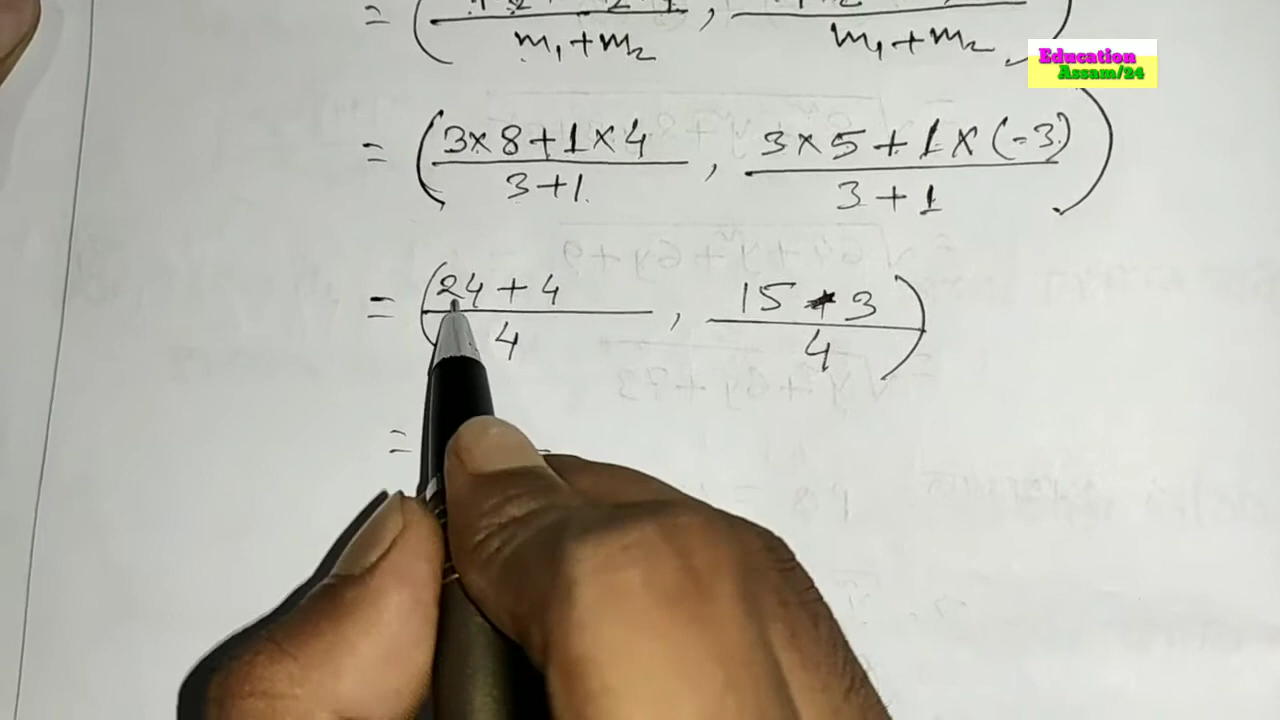 = ( / m₁+m₂ , / m₁+m₂ )
Education
Assam/24
= ( 3×8+1×4 / 3+1 , 3×5+1×(-3) / 3+1 )
= ( 24+4 / 4 , 15-3 / 4 )
=